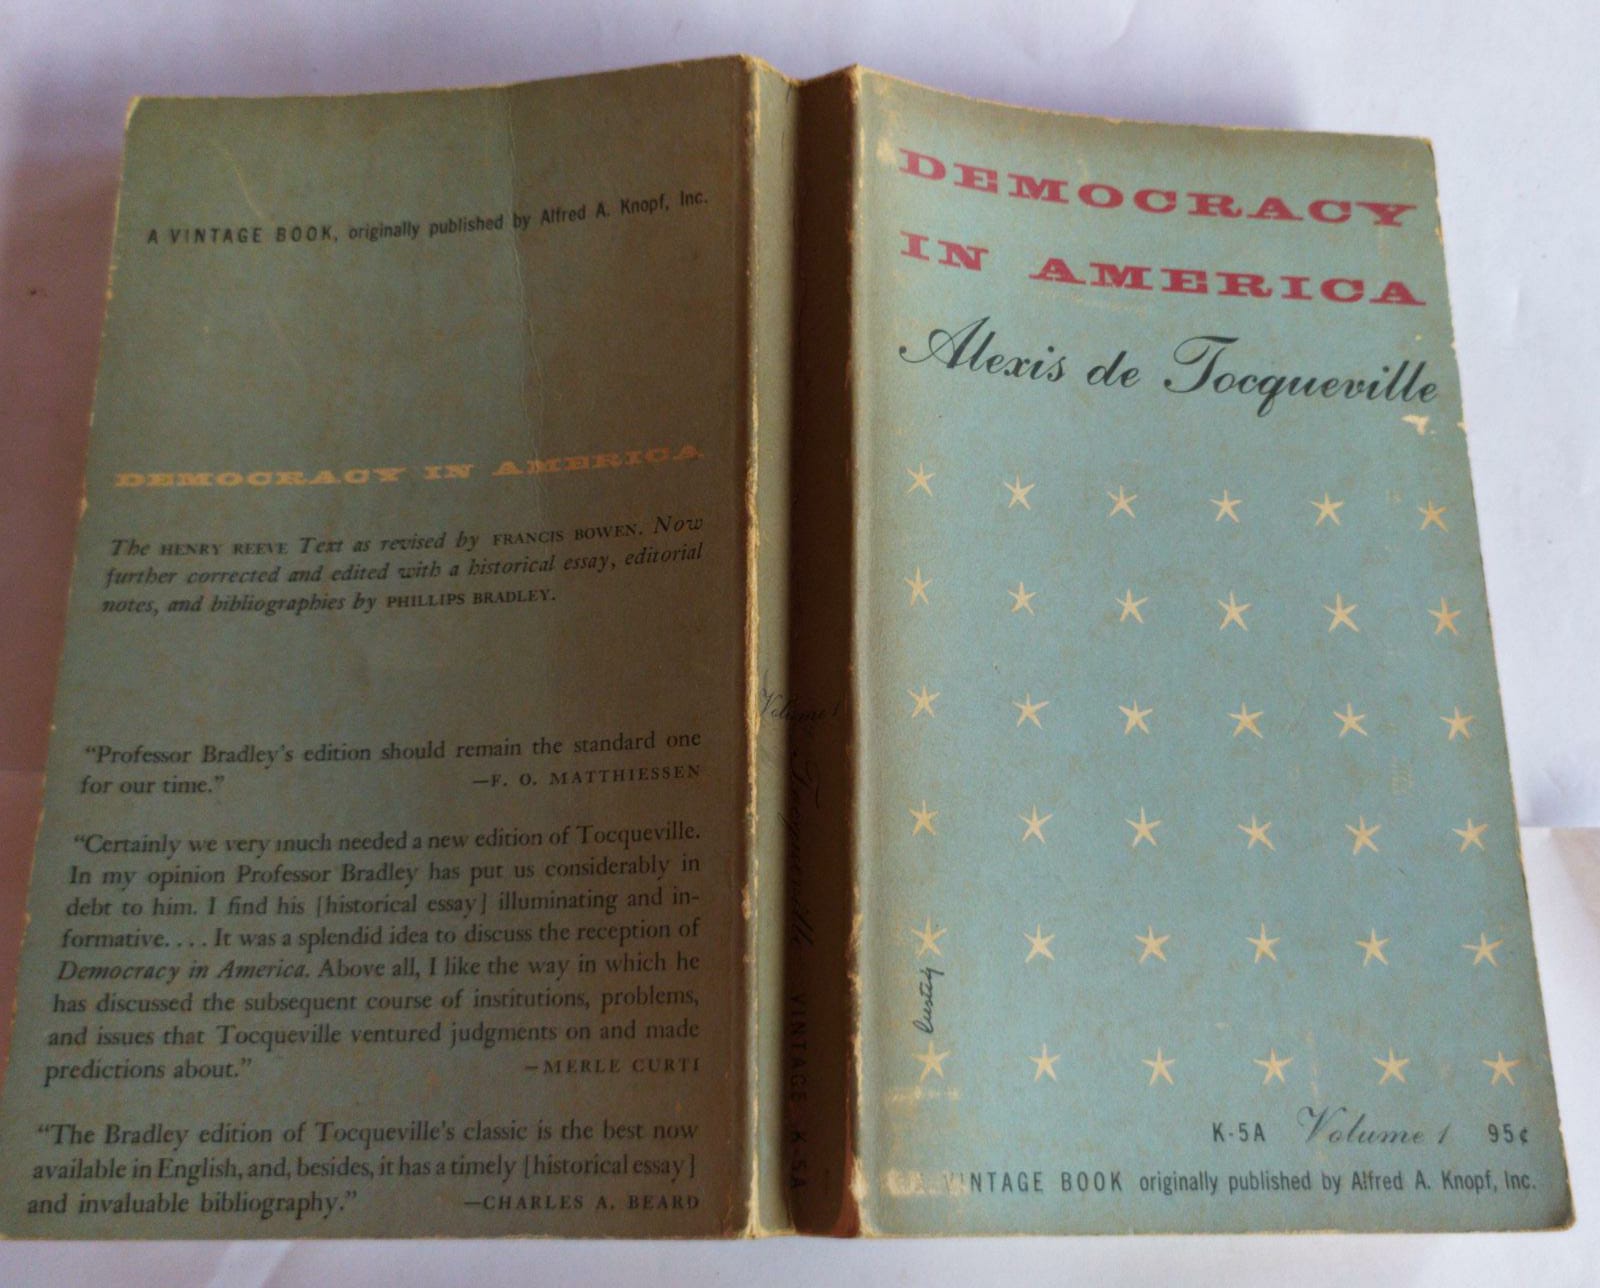 A VINTAGE BOOK, originally published by Alfred A. Knopf, Inc.
DEMOCRACY IN AMERICA
The HENRY REEVE Text as revised by FRANCIS BOWEN. Now
further corrected and edited with a historical essay, editorial
notes, and bibliographies by PHILLIPS BRADLEY.
“Professor Bradley’s edition should remain the standard one
for our time.” —F. O. MATTHIESSEN
“Certainly we very much needed a new edition of Tocqueville.
In my opinion Professor Bradley has put us considerably in
debt to him. I find his [historical essay] illuminating and in-
formative. . . . It was a splendid idea to discuss the reception of
Democracy in America. Above all, I like the way in which he
has discussed the subsequent course of institutions, problems,
and issues that Tocqueville ventured judgments on and made
predictions about.” —MERLE CURTI
“The Bradley edition of Tocqueville’s classic is the best now
available in English, and, besides, it has a timely [historical essay]
and invaluable bibliography.” —CHARLES A. BEARD
Volume 1
Tocqueville VINTAGE K-5A
DEMOCRACY
IN AMERICA
Alexis de Tocqueville
lustig
K-5A Volume 1 95¢
VINTAGE BOOK originally published by Alfred A. Knopf, Inc.